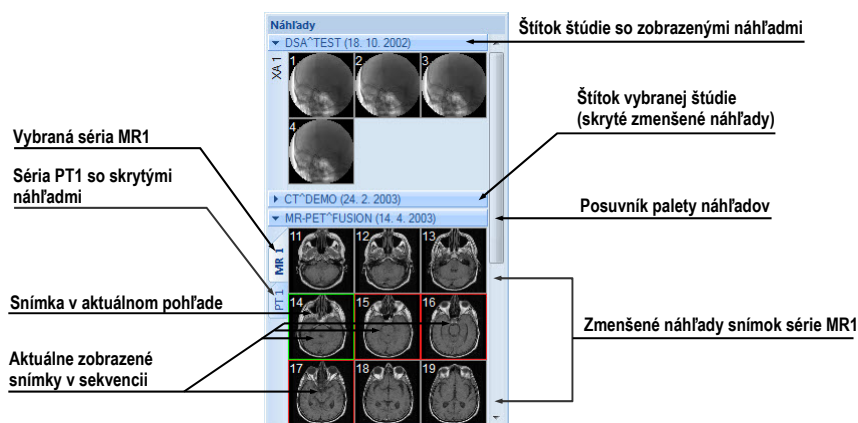 Náhľady
DSA^TEST (18. 10. 2002)
XA 1
1
2
3
4
CT^DEMO (24. 2. 2003)
MR-PET^FUSION (14. 4. 2003)
MR 1
PT 1
11
12
13
14
15
16
17
18
19
Vybraná séria MR1
Séria PT1 so skrytými
náhľadmi
Snímka v aktuálnom pohľade
Aktuálne zobrazené
snímky v sekvencii
Štítok štúdie so zobrazenými náhľadmi
Štítok vybranej štúdie
(skryté zmenšené náhľady)
Posuvník palety náhľadov
Zmenšené náhľady snímok série MR1